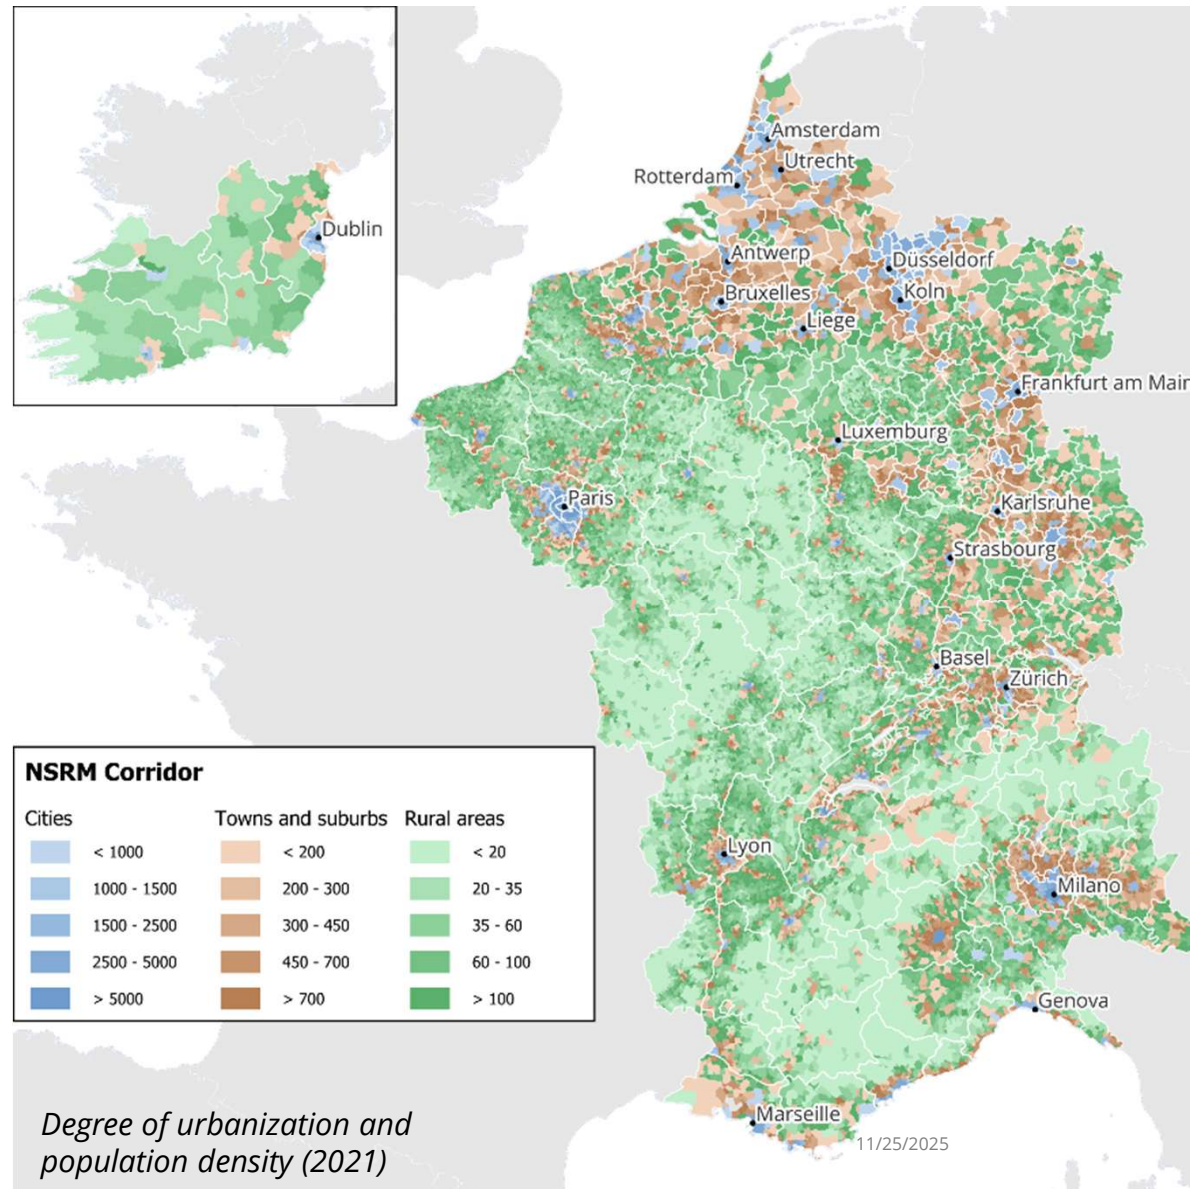 Dublin
Amsterdam
Utrecht
Rotterdam
Antwerp
Düsseldorf
Bruxelles
Koln
Liege
Frankfurt am Main
Luxemburg
Paris
Karlsruhe
Strasbourg
Basel
Zürich
Lyon
Milano
Genova
Marseille
NSRM Corridor
Cities Towns and suburbs Rural areas
< 1000 < 200 < 20
1000 - 1500 200 - 300 20 - 35
1500 - 2500 300 - 450 35 - 60
2500 - 5000 450 - 700 60 - 100
> 5000 > 700 > 100
Degree of urbanization and
population density (2021)
11/25/2025